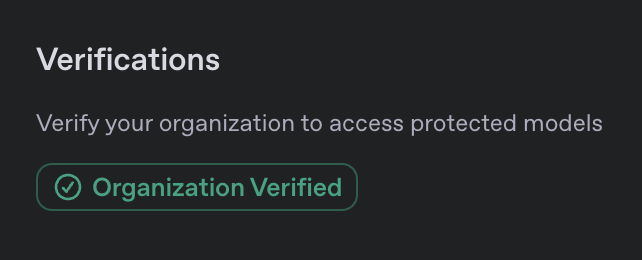 Verifications
Verify your organization to access protected models
Organization Verified